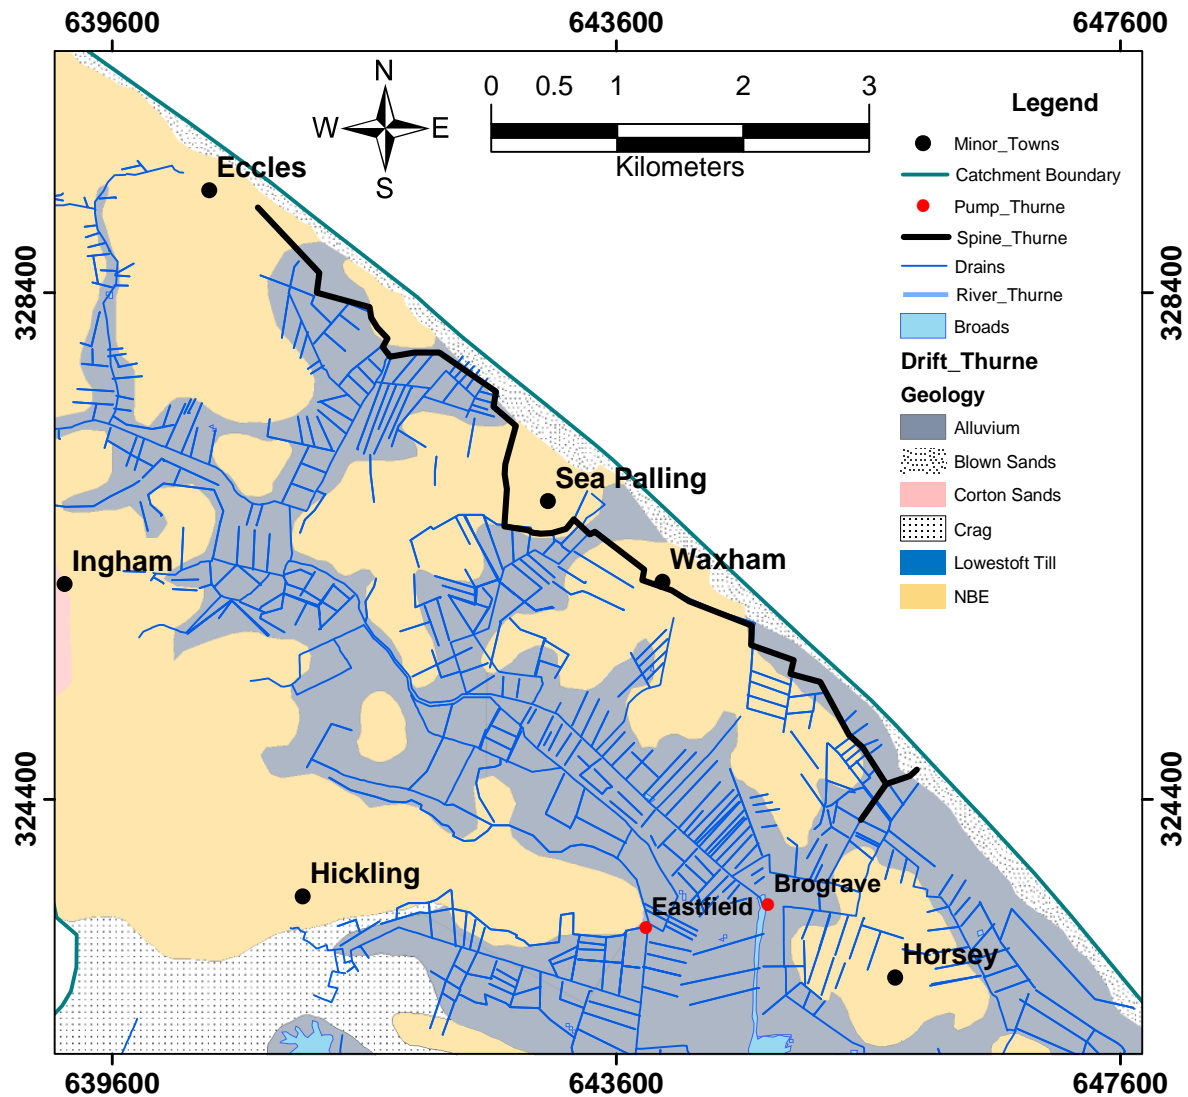 639600 643600 647600
N
W E
S
0 0.5 1 2 3
Kilometers
Legend
Minor_Towns
Catchment Boundary
Pump_Thurne
Spine_Thurne
Drains
River_Thurne
Broads
Drift_Thurne
Geology
Alluvium
Blown Sands
Corton Sands
Crag
Lowestoft Till
NBE
Eccles
328400 328400
Sea Palling
Ingham
Waxham
324400 324400
Hickling
Brograve
Eastfield
Horsey
639600 643600 647600